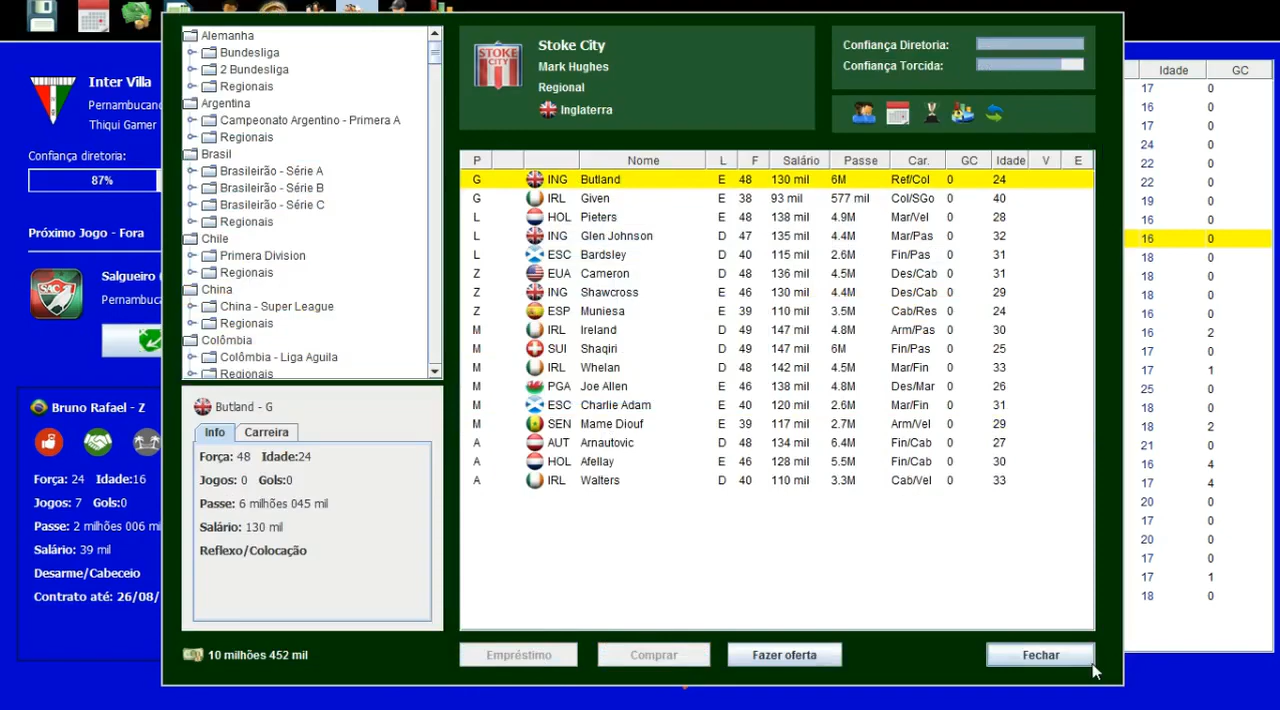 Inter Villa
Pernambucano
Thiqui Gamer
Confiança diretoria:
87%
Próximo Jogo - Fora
Salgueiro
SAC
Bruno Rafael - Z
Força: 24 Idade:16
Jogos: 7 Gols:0
Passe: 2 milhões 006 mi
Salário: 39 mil
Desarme/Cabeceio
Contrato até: 26/08/
Alemanha
Bundesliga
2 Bundesliga
Regionais
Argentina
Campeonato Argentino - Primera A
Regionais
Brasil
Brasileirão - Série A
Brasileirão - Série B
Brasileirão - Série C
Regionais
Chile
Primera Division
Regionais
China
China - Super League
Regionais
Colômbia
Colômbia - Liga Aguila
Regionais
Butland - G
Info Carreira
Força: 48 Idade:24
Jogos: 0 Gols:0
Passe: 6 milhões 045 mil
Salário: 130 mil
Reflexo/Colocação
10 milhões 452 mil
STOKE
CITY
Stoke City
Mark Hughes
Regional
Inglaterra
Confiança Diretoria:
Confiança Torcida:
P Nome L F Salário Passe Car. GC Idade V E
G ING Butland E 48 130 mil 6M Ref/Col 0 24
G IRL Given E 38 93 mil 577 mil Col/SGo 0 40
L HOL Pieters E 48 138 mil 4.9M Mar/Vel 0 28
L ING Glen Johnson D 47 135 mil 4.4M Mar/Pas 0 32
L ESC Bardsley D 40 115 mil 2.6M Fin/Pas 0 31
Z EUA Cameron D 48 136 mil 4.5M Des/Cab 0 31
Z ING Shawcross E 46 130 mil 4.4M Des/Cab 0 29
Z ESP Muniesa E 39 110 mil 3.5M Cab/Res 0 24
M IRL Ireland D 49 147 mil 4.8M Arm/Pas 0 30
M SUI Shaqiri D 49 147 mil 6M Fin/Pas 0 25
M IRL Whelan D 48 142 mil 4.5M Mar/Fin 0 33
M PGA Joe Allen E 46 138 mil 4.8M Des/Mar 0 26
M ESC Charlie Adam E 40 120 mil 2.6M Mar/Fin 0 31
M SEN Mame Diouf E 39 117 mil 2.7M Arm/Vel 0 29
A AUT Arnautovic D 48 134 mil 6.4M Fin/Cab 0 27
A HOL Afellay E 46 128 mil 5.5M Fin/Cab 0 30
A IRL Walters D 40 110 mil 3.3M Cab/Vel 0 33
Empréstimo Comprar Fazer oferta Fechar
Idade GC
17 0
16 0
17 0
24 0
22 0
22 0
19 0
16 0
16 0
18 0
18 0
18 0
16 0
16 2
17 0
17 1
25 0
18 0
18 2
21 0
16 4
17 4
20 0
17 0
20 0
17 0
17 1
18 0